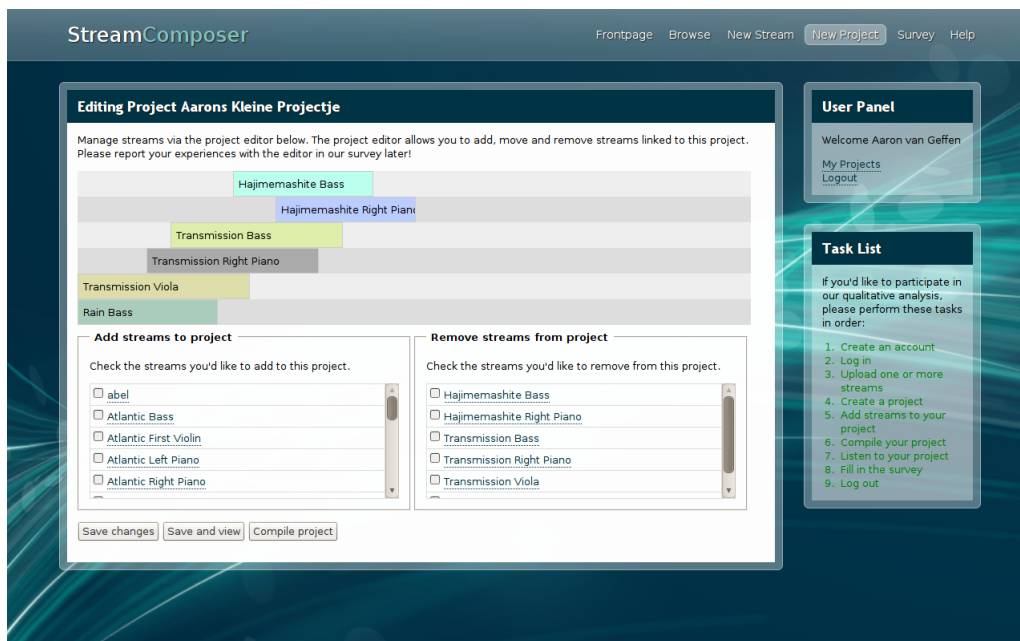 StreamComposer
Frontpage Browse New Stream New Project Survey Help
Editing Project Aarons Kleine Projectje
Manage streams via the project editor below. The project editor allows you to add, move and remove streams linked to this project.
Please report your experiences with the editor in our survey later!
Hajimemashite Bass
Hajimemashite Right Piano
Transmission Bass
Transmission Right Piano
Transmission Viola
Rain Bass
Add streams to project
Check the streams you'd like to add to this project.
abel
Atlantic Bass
Atlantic First Violin
Atlantic Left Piano
Atlantic Right Piano
Remove streams from project
Check the streams you'd like to remove from this project.
Hajimemashite Bass
Hajimemashite Right Piano
Transmission Bass
Transmission Right Piano
Transmission Viola
Save changes Save and view Compile project
User Panel
Welcome Aaron van Geffen
My Projects
Logout
Task List
If you'd like to participate in
our qualitative analysis,
please perform these tasks
in order:
1. Create an account
2. Log in
3. Upload one or more
streams
4. Create a project
5. Add streams to your
project
6. Compile your project
7. Listen to your project
8. Fill in the survey
9. Log out